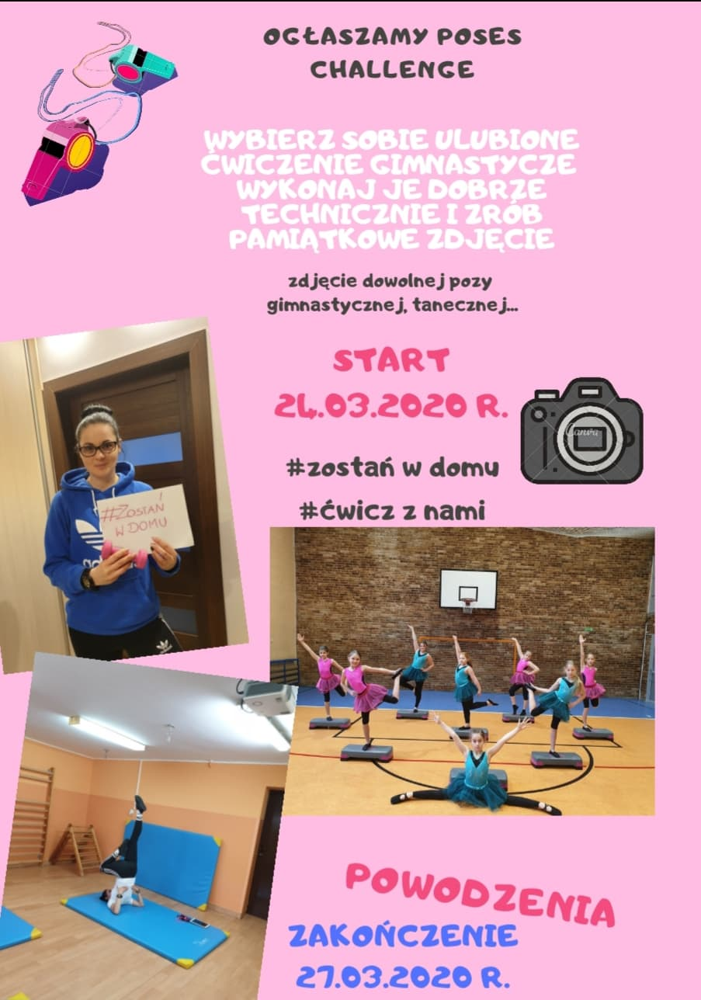 OGŁASZAMY POSES
CHALLENGE
WYBIERZ SOBIE ULUBIONE
ĆWICZENIE GIMNASTYCZE
WYKONAJ JE DOBRZE
TECHNICZNIE I ZRÓB
PAMIĄTKOWE ZDJĘCIE
zdjęcie dowolnej pozy
gimnastycznej, tanecznej...
START
24.03.2020 R.
Canva
#zostań w domu
#ćwicz z nami
#ZOSTAŃ
W DOMU
POWODZENIA
ZAKOŃCZENIE
27.03.2020 R.